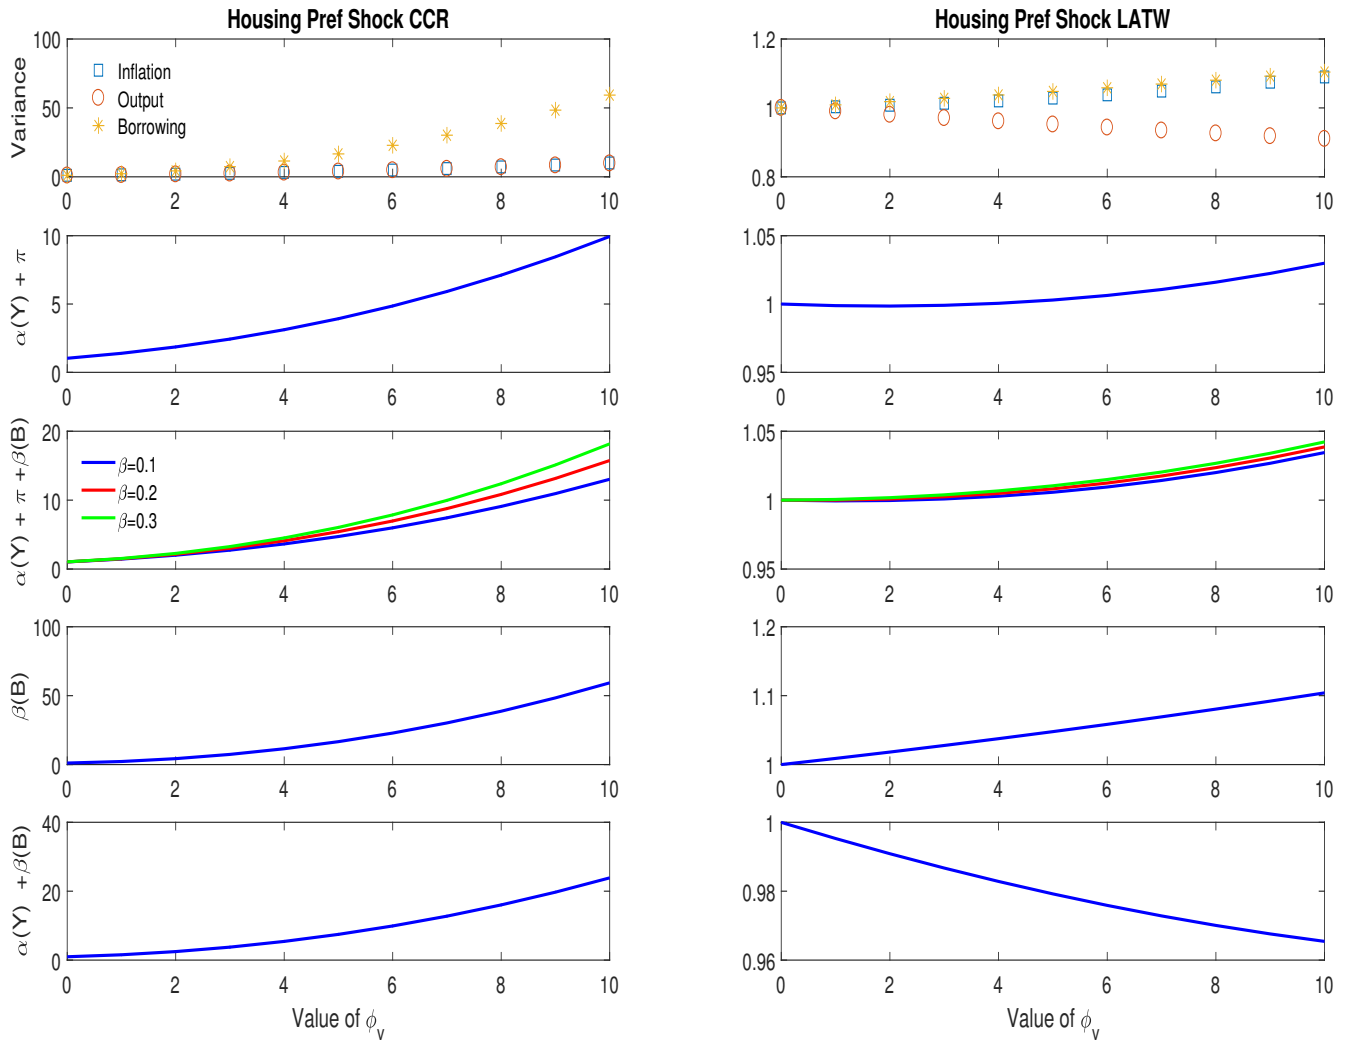 Housing Pref Shock CCR
Variance
100
50
0
Inflation
Output
Borrowing
0 2 4 6 8 10
Housing Pref Shock LATW
1.2
1
0.8
0 2 4 6 8 10
α(Y) + π
10
5
0
0 2 4 6 8 10
1.05
1
0.95
0 2 4 6 8 10
α(Y) + π +β(B)
20
10
0
β=0.1
β=0.2
β=0.3
0 2 4 6 8 10
1.05
1
0.95
0 2 4 6 8 10
β(B)
100
50
0
0 2 4 6 8 10
1.2
1.1
1
0 2 4 6 8 10
α(Y) +β(B)
40
20
0
0 2 4 6 8 10
Value of ϕ_v
1
0.98
0.96
0 2 4 6 8 10
Value of ϕ_v